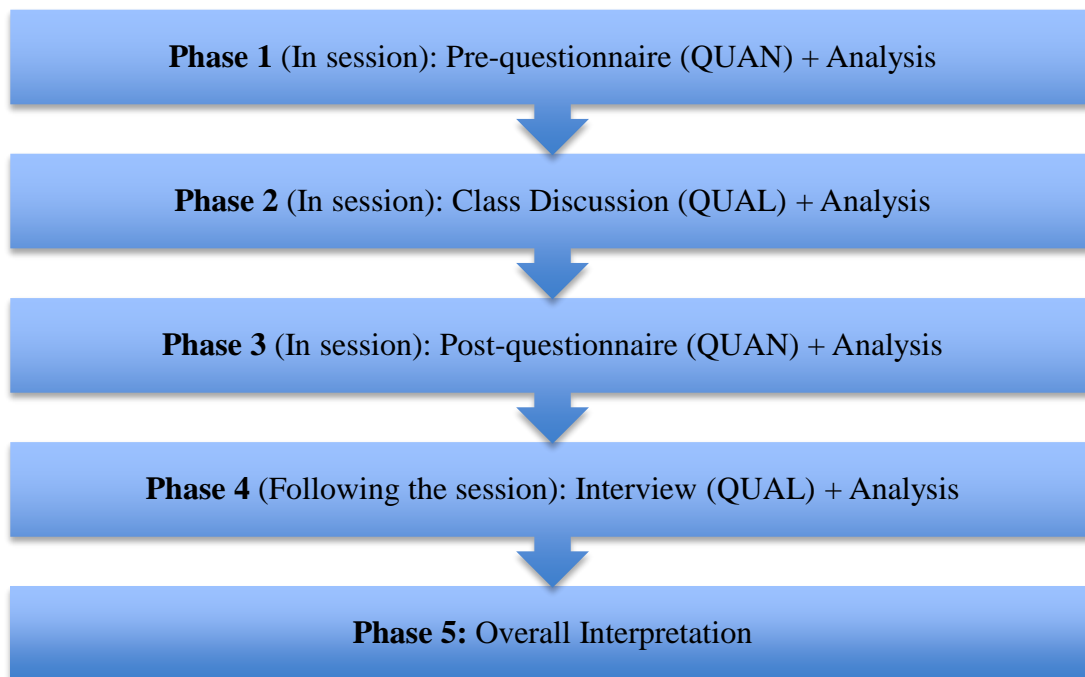 Phase 1 (In session): Pre-questionnaire (QUAN) + Analysis
Phase 2 (In session): Class Discussion (QUAL) + Analysis
Phase 3 (In session): Post-questionnaire (QUAN) + Analysis
Phase 4 (Following the session): Interview (QUAL) + Analysis
Phase 5: Overall Interpretation